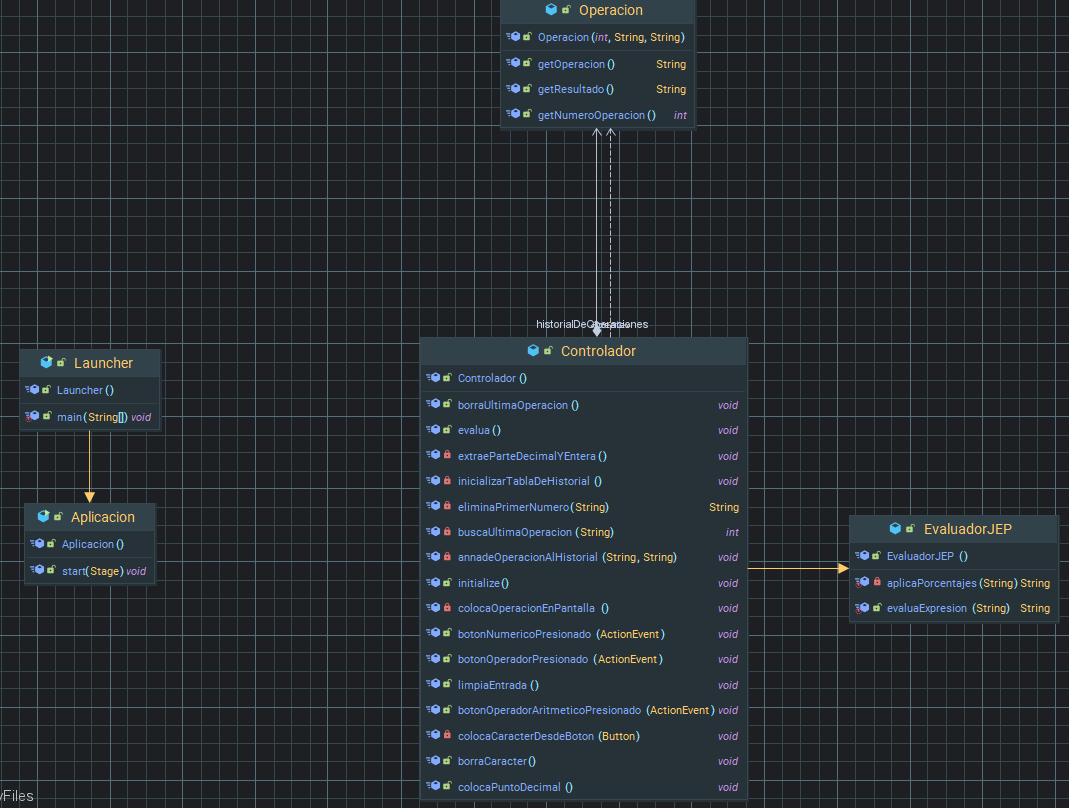 Operacion
Operacion(int, String, String)
getOperacion() String
getResultado() String
getNumeroOperacion() int
historialDeOperaciones
Launcher
Launcher()
main(String[]) void
Aplicacion
Aplicacion()
start(Stage) void
Controlador
Controlador()
borraUltimaOperacion() void
evalua() void
extraeParteDecimalYEntera() void
inicializarTablaDeHistorial() void
eliminaPrimerNumero(String) String
buscaUltimaOperacion(String) int
annadeOperacionAlHistorial(String, String) void
initialize() void
colocaOperacionEnPantalla() void
botonNumericoPresionado(ActionEvent) void
botonOperadorPresionado(ActionEvent) void
limpiaEntrada() void
botonOperadorAritmeticoPresionado(ActionEvent) void
colocaCaracterDesdeBoton(Button) void
borraCaracter() void
colocaPuntoDecimal() void
EvaluadorJEP
EvaluadorJEP()
aplicaPorcentajes(String) String
evaluaExpresion(String) String
yFiles